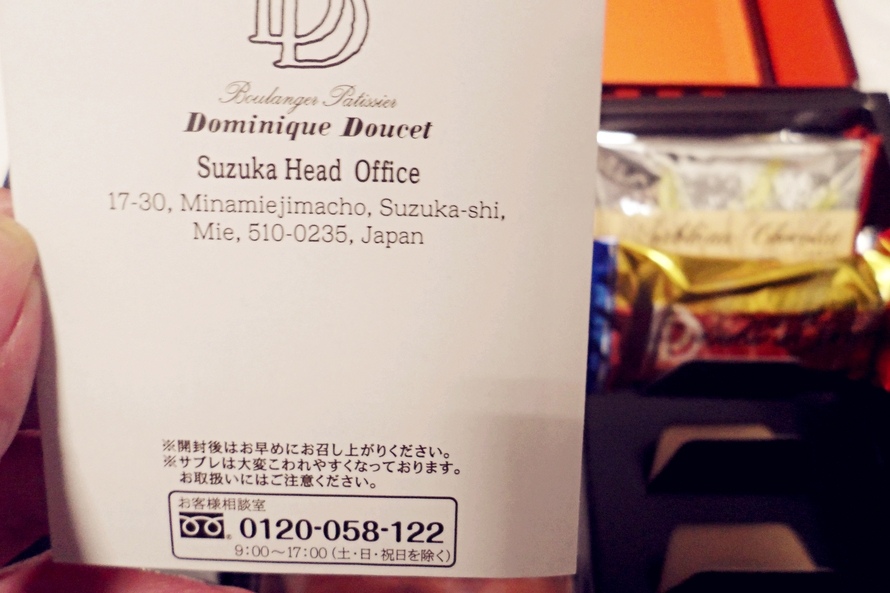 DD
Boulanger Patissier
Dominique Doucet
Suzuka Head Office
17-30, Minamiejimacho, Suzuka-shi,
Mie, 510-0235, Japan
※開封後はお早めにお召し上がりください。
※サブレは大変こわれやすくなっております。
お取扱いにはご注意ください。
お客様相談室
0120-058-122
9:00～17:00(土・日・祝日を除く)
Chocolat